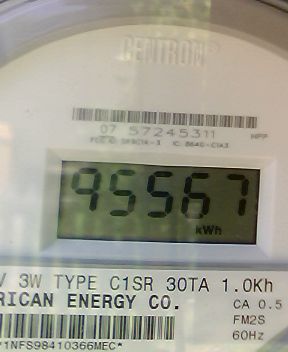 CENTRON®
07 57245311
95567
kWh
V 3W TYPE C1SR 30TA 1.0Kh
RICAN ENERGY CO.
CA 0.5
FM2S
60Hz